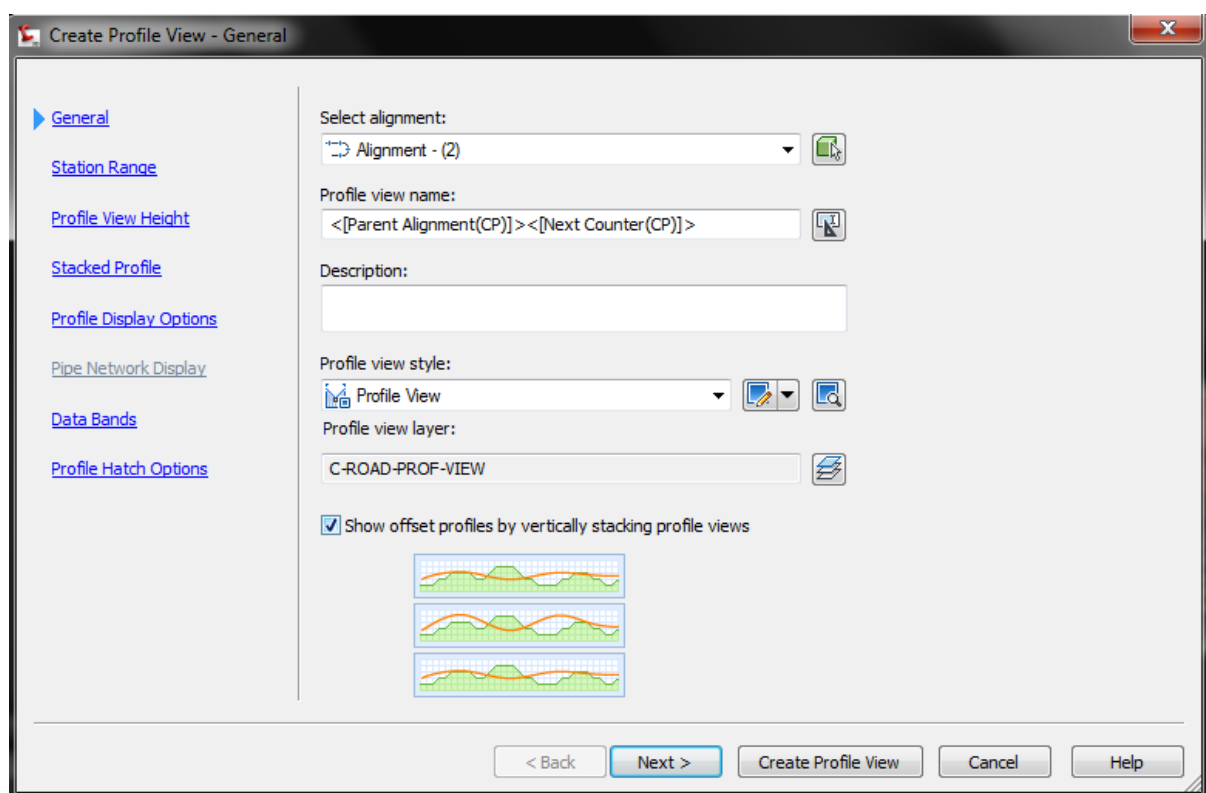 Create Profile View - General
General
Station Range
Profile View Height
Stacked Profile
Profile Display Options
Pipe Network Display
Data Bands
Profile Hatch Options
Select alignment:
Alignment - (2)
Profile view name:
<[Parent Alignment(CP)]><[Next Counter(CP)]>
Description:
Profile view style:
Profile View
Profile view layer:
C-ROAD-PROF-VIEW
Show offset profiles by vertically stacking profile views
< Back
Next >
Create Profile View
Cancel
Help